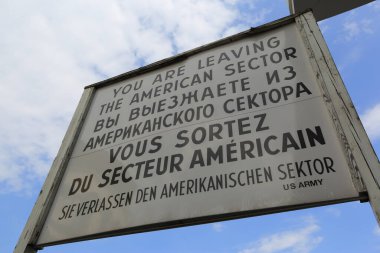 YOU ARE LEAVING
THE AMERICAN SECTOR
ВЫ ВЫЕЗЖАЕТЕ ИЗ
АМЕРИКАНСКОГО СЕКТОРА
VOUS SORTEZ
DU SECTEUR AMÉRICAIN
SIE VERLASSEN DEN AMERIKANISCHEN SEKTOR
US ARMY